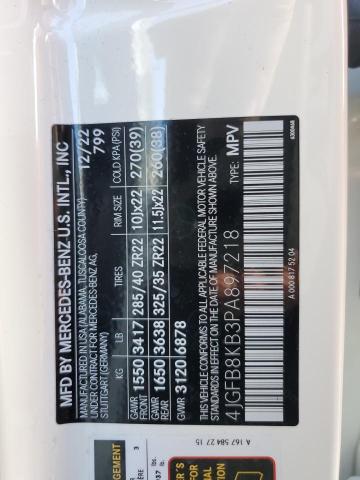 MFD BY MERCEDES-BENZ U.S. INTL., INC
MANUFACTURED IN USA (ALABAMA, TUSCALOOSA COUNTY) 12/22
UNDER CONTRACT FOR MERCEDES-BENZ AG, 799
STUTTGART (GERMANY)
KG LB TIRES RIM SIZE COLD KPA (PSI)
GAWR FRONT 1550 3417 285/40 ZR22 10Jx22 270(39)
GAWR REAR 1650 3638 325/35 ZR22 11.5Jx22 260(38)
GVWR 3120 6878
THIS VEHICLE CONFORMS TO ALL APPLICABLE FEDERAL MOTOR VEHICLE SAFETY
STANDARDS IN EFFECT ON THE DATE OF MANUFACTURE SHOWN ABOVE.
4JGFB8KB3PA897218 TYPE: MPV
A 000 817 52 04
A 167 584 27 15
3